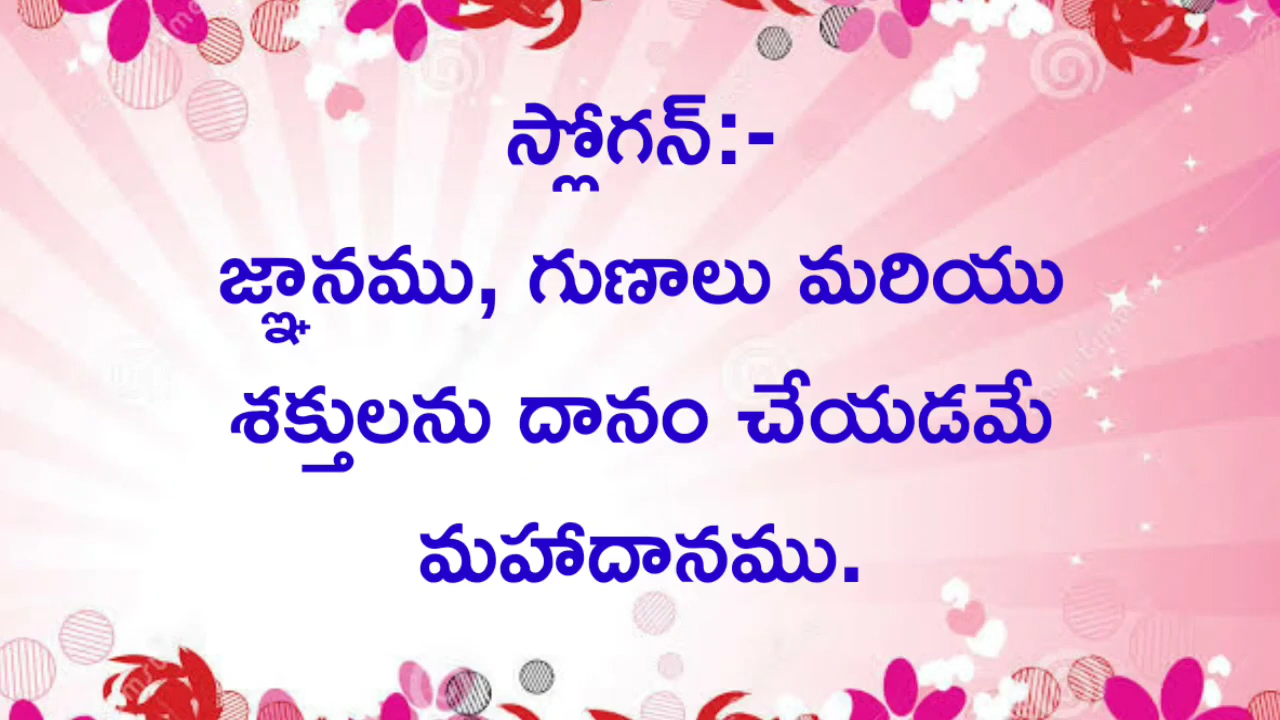 స్లోగన్:-
జ్ఞానము, గుణాలు మరియు
శక్తులను దానం చేయడమే
మహాదానము.